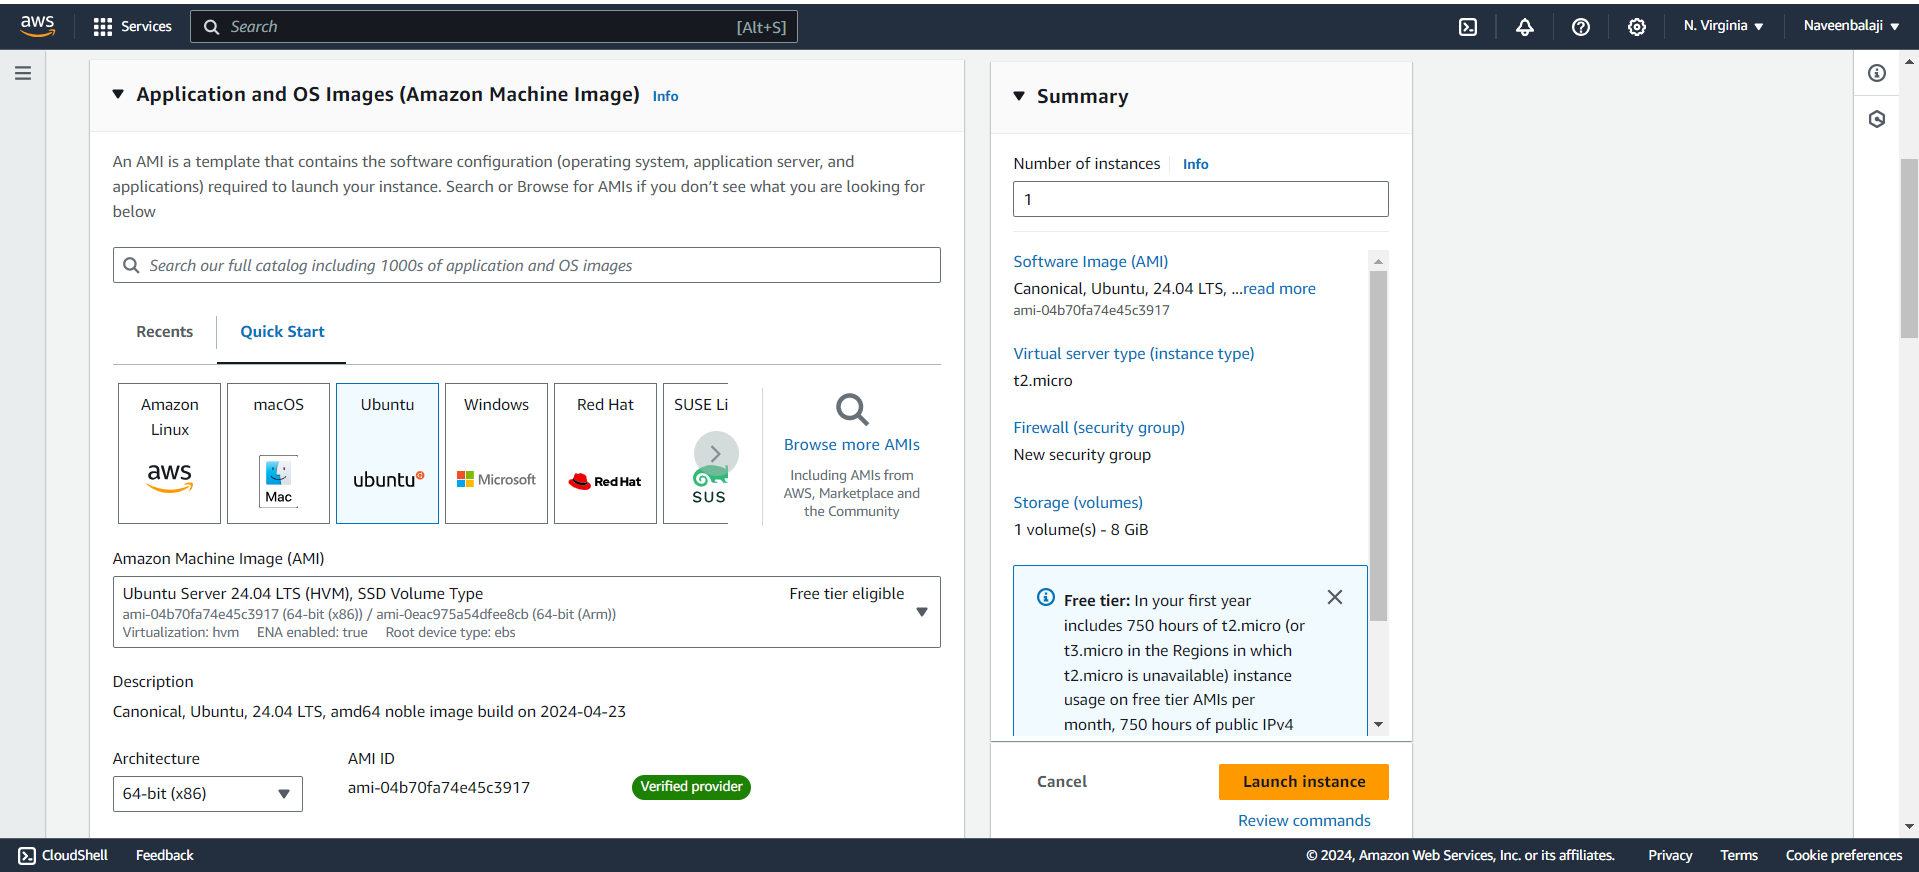 aws
Services
Search
[Alt+S]
N. Virginia
Naveenbalaji
Application and OS Images (Amazon Machine Image)
Info
An AMI is a template that contains the software configuration (operating system, application server, and
applications) required to launch your instance. Search or Browse for AMIs if you don’t see what you are looking for
below
Search our full catalog including 1000s of application and OS images
Recents
Quick Start
Amazon
Linux
aws
macOS
Mac
Ubuntu
ubuntu
Windows
Microsoft
Red Hat
Red Hat
SUSE Li
SUS
Browse more AMIs
Including AMIs from
AWS, Marketplace and
the Community
Amazon Machine Image (AMI)
Ubuntu Server 24.04 LTS (HVM), SSD Volume Type
Free tier eligible
ami-04b70fa74e45c3917 (64-bit (x86)) / ami-0eac975a54dfee8cb (64-bit (Arm))
Virtualization: hvm ENA enabled: true Root device type: ebs
Description
Canonical, Ubuntu, 24.04 LTS, amd64 noble image build on 2024-04-23
Architecture
64-bit (x86)
AMI ID
ami-04b70fa74e45c3917
Verified provider
Summary
Number of instances
Info
1
Software Image (AMI)
Canonical, Ubuntu, 24.04 LTS, ...read more
ami-04b70fa74e45c3917
Virtual server type (instance type)
t2.micro
Firewall (security group)
New security group
Storage (volumes)
1 volume(s) - 8 GiB
Free tier: In your first year
includes 750 hours of t2.micro (or
t3.micro in the Regions in which
t2.micro is unavailable) instance
usage on free tier AMIs per
month, 750 hours of public IPv4
Cancel
Launch instance
Review commands
CloudShell
Feedback
© 2024, Amazon Web Services, Inc. or its affiliates.
Privacy
Terms
Cookie preferences